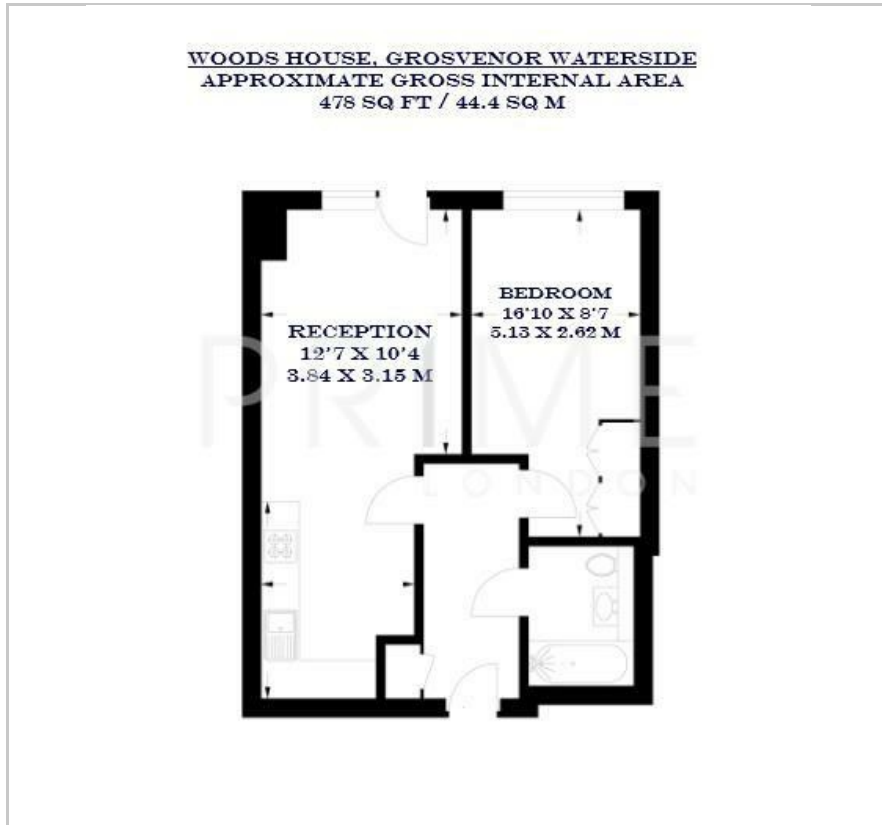 WOODS HOUSE, GROSVENOR WATERSIDE
APPROXIMATE GROSS INTERNAL AREA
478 SQ FT / 44.4 SQ M
BEDROOM
16'10 X 8'7
5.13 X 2.62 M
RECEPTION
12'7 X 10'4
3.84 X 3.15 M
PRIME
LONDON